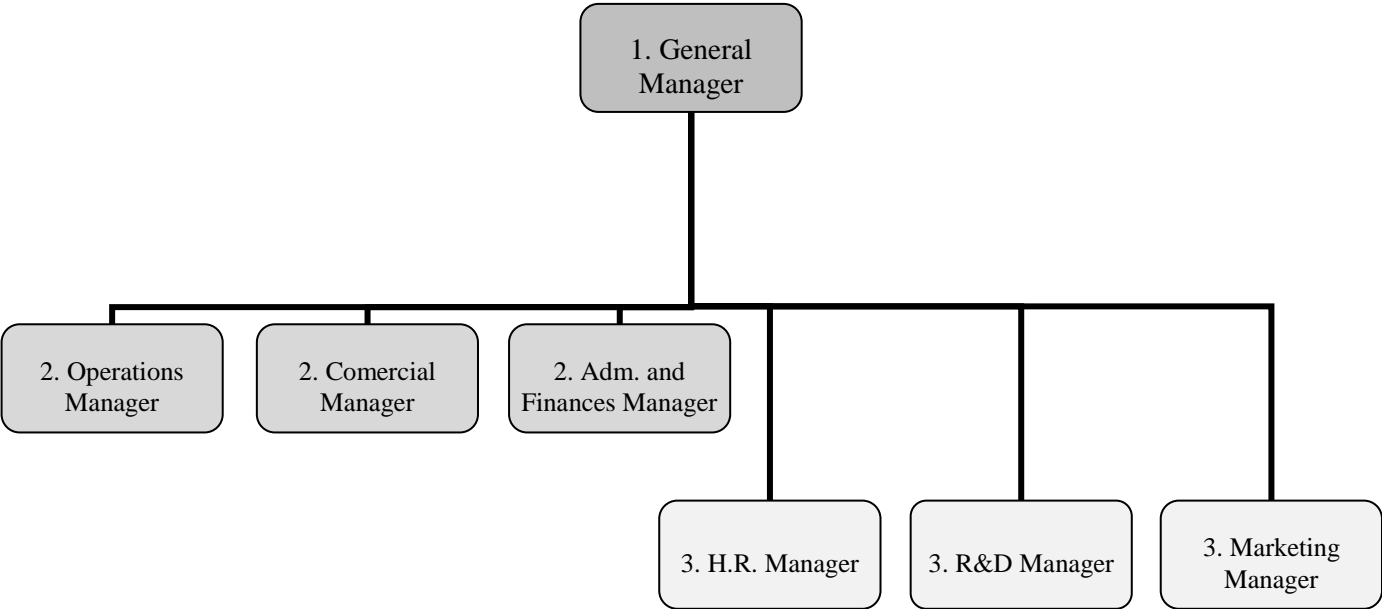 1. General
Manager
2. Operations
Manager
2. Comercial
Manager
2. Adm. and
Finances Manager
3. H.R. Manager
3. R&D Manager
3. Marketing
Manager